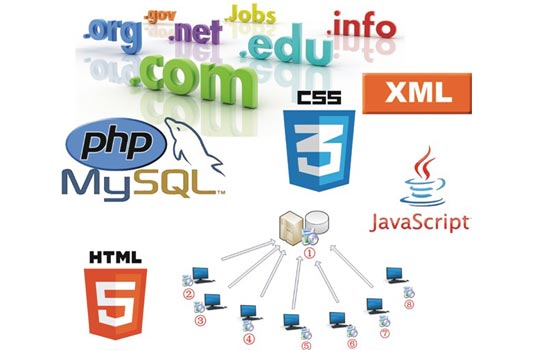 .gov
.Jobs
.org
.net
.edu
.info
.com
CSS
3
XML
php
MySQL™
JavaScript
HTML
5
①
②
③
④
⑤
⑥
⑦
⑧